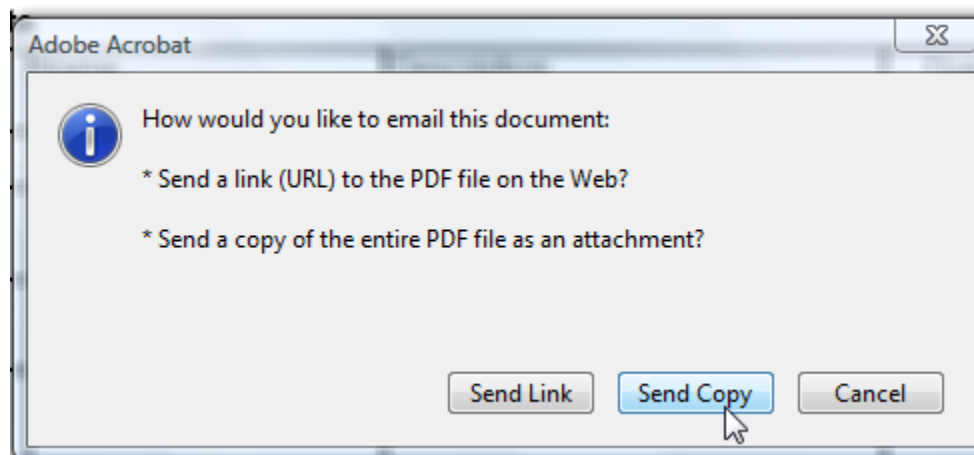 Adobe Acrobat
How would you like to email this document:
* Send a link (URL) to the PDF file on the Web?
* Send a copy of the entire PDF file as an attachment?
Send Link Send Copy Cancel